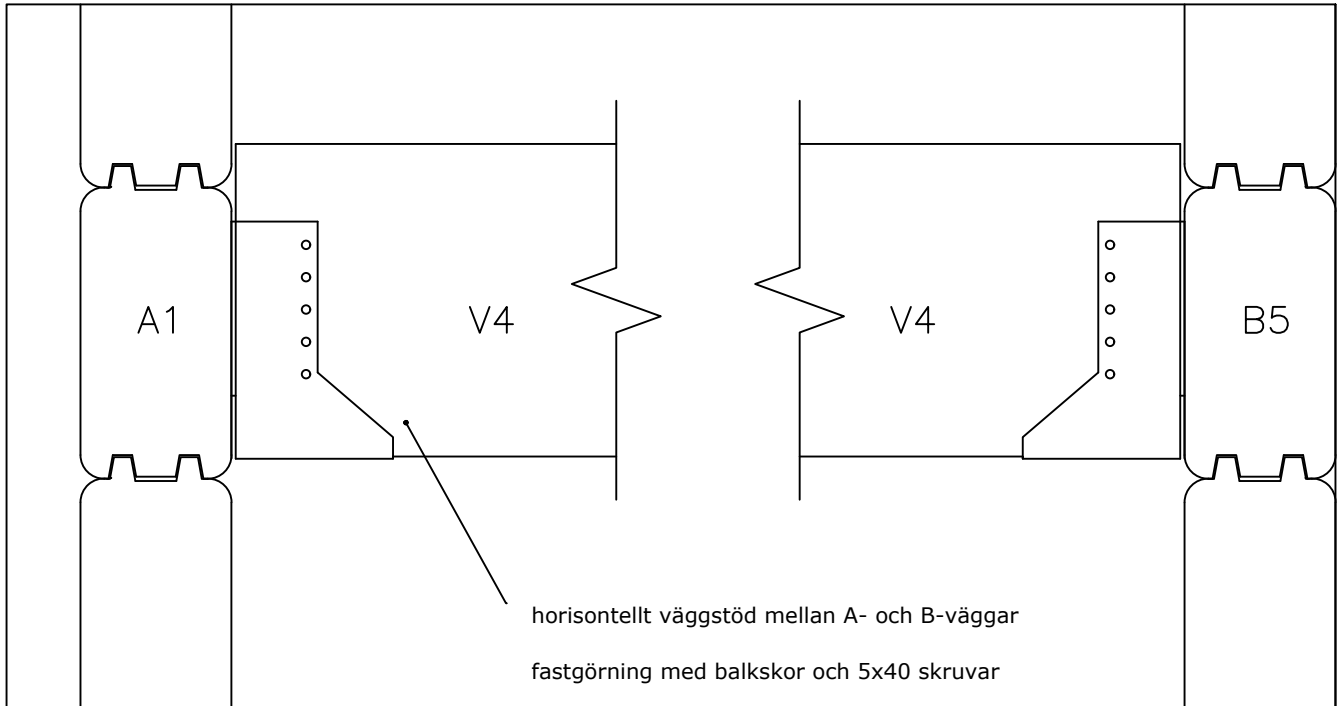 A1
V4
V4
B5
horisontellt väggstöd mellan A- och B-väggar
fastgörning med balkskor och 5x40 skruvar